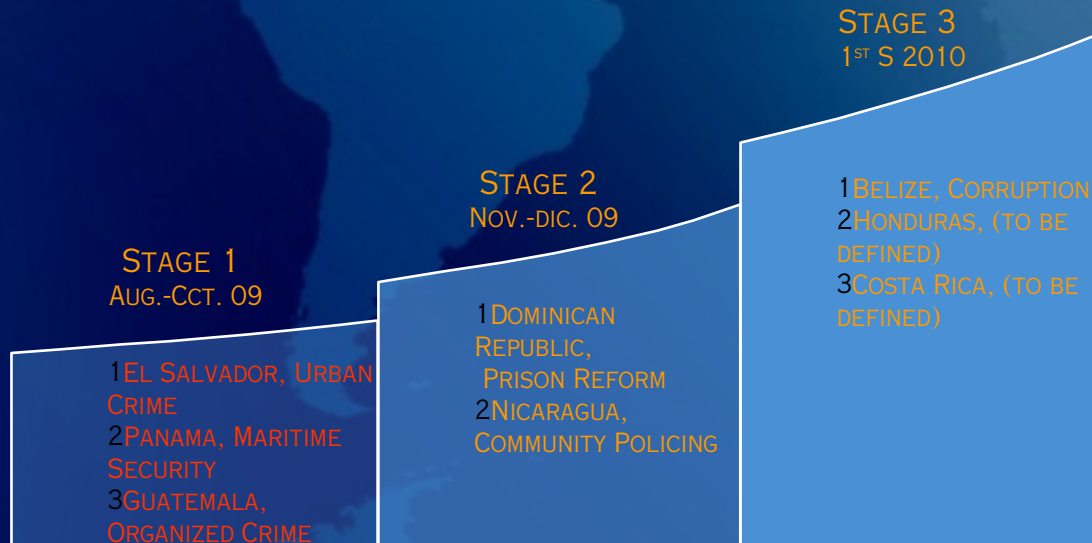 STAGE 1
AUG.-CCT. 09
1EL SALVADOR, URBAN
CRIME
2PANAMA, MARITIME
SECURITY
3GUATEMALA,
ORGANIZED CRIME
STAGE 2
NOV.-DIC. 09
1DOMINICAN
REPUBLIC,
PRISON REFORM
2NICARAGUA,
COMMUNITY POLICING
STAGE 3
1ST S 2010
1BELIZE, CORRUPTION
2HONDURAS, (TO BE
DEFINED)
3COSTA RICA, (TO BE
DEFINED)